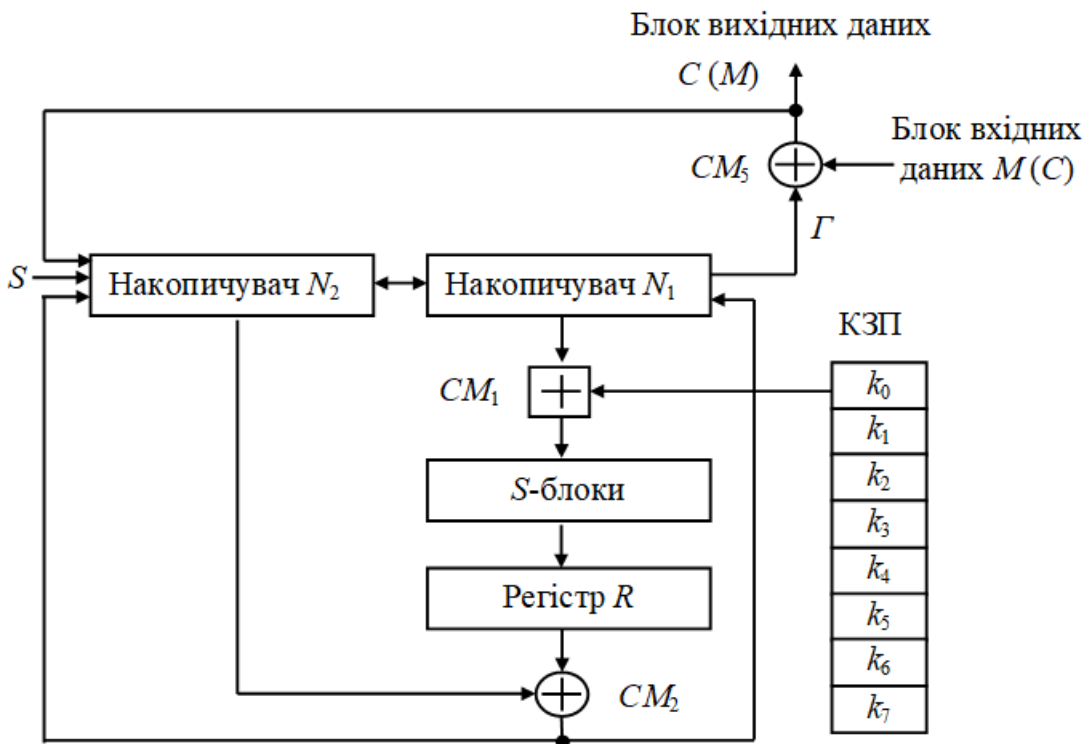 Блок вихідних даних
C (M)
Блок вхідних
даних M (C)
CM₅
Г
S
Накопичувач N₂
Накопичувач N₁
КЗП
CM₁
k₀
k₁
S-блоки
k₂
k₃
k₄
Регістр R
k₅
k₆
CM₂
k₇